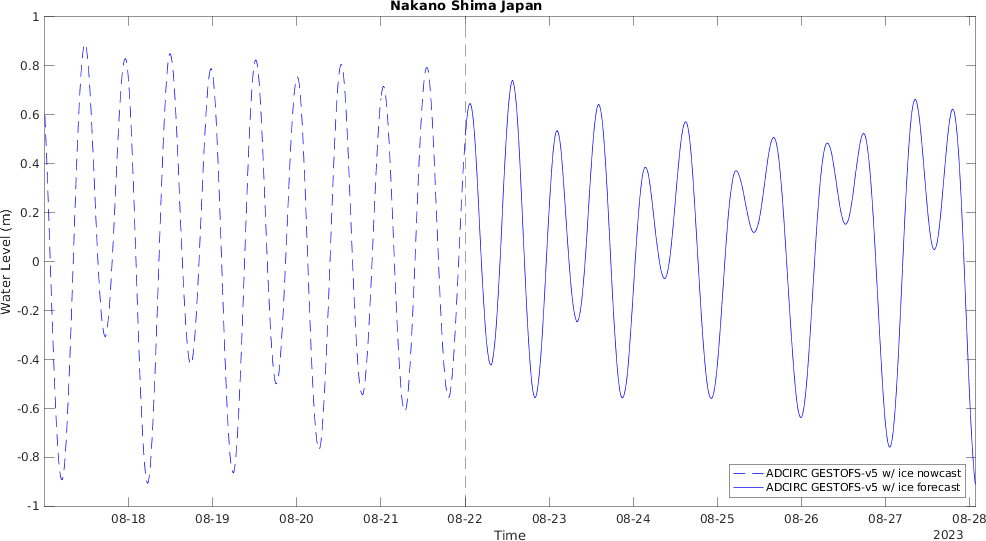 Nakano Shima Japan
1
0.8
0.6
0.4
0.2
0
-0.2
-0.4
-0.6
-0.8
-1
Water Level (m)
08-18 08-19 08-20 08-21 08-22 08-23 08-24 08-25 08-26 08-27 08-28
Time
2023
ADCIRC GESTOFS-v5 w/ ice nowcast
ADCIRC GESTOFS-v5 w/ ice forecast